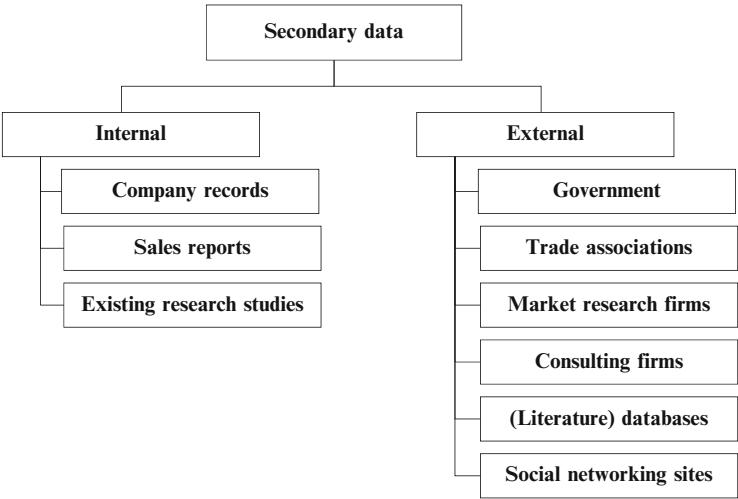 Secondary data
Internal
Company records
Sales reports
Existing research studies
External
Government
Trade associations
Market research firms
Consulting firms
(Literature) databases
Social networking sites